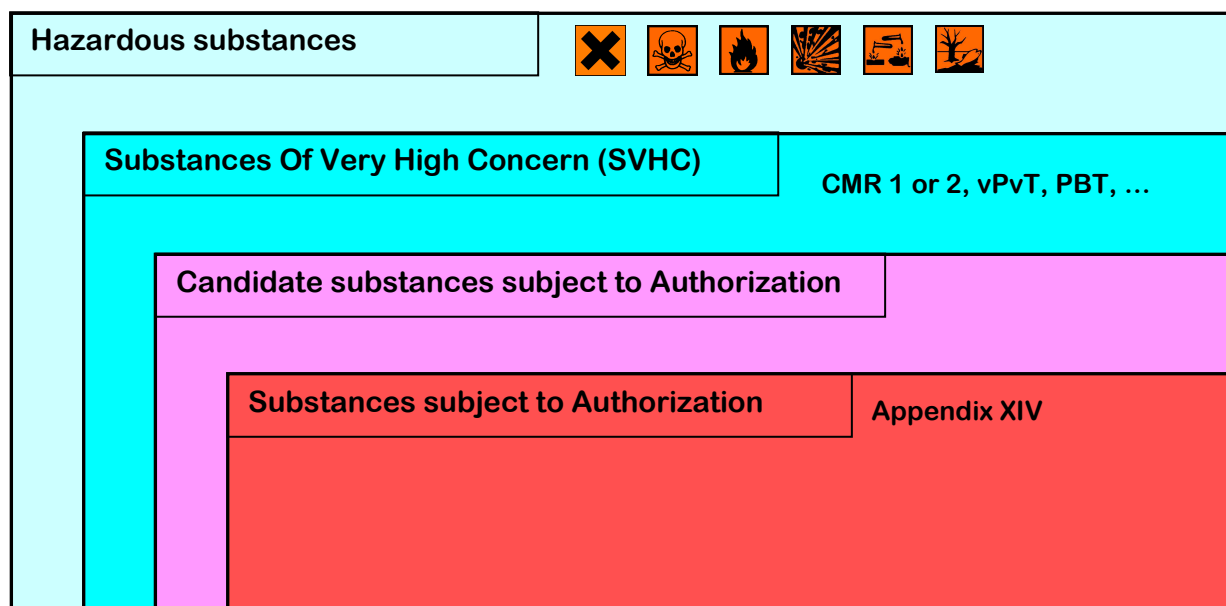 Hazardous substances
Substances Of Very High Concern (SVHC)
CMR 1 or 2, vPvT, PBT, ...
Candidate substances subject to Authorization
Substances subject to Authorization
Appendix XIV